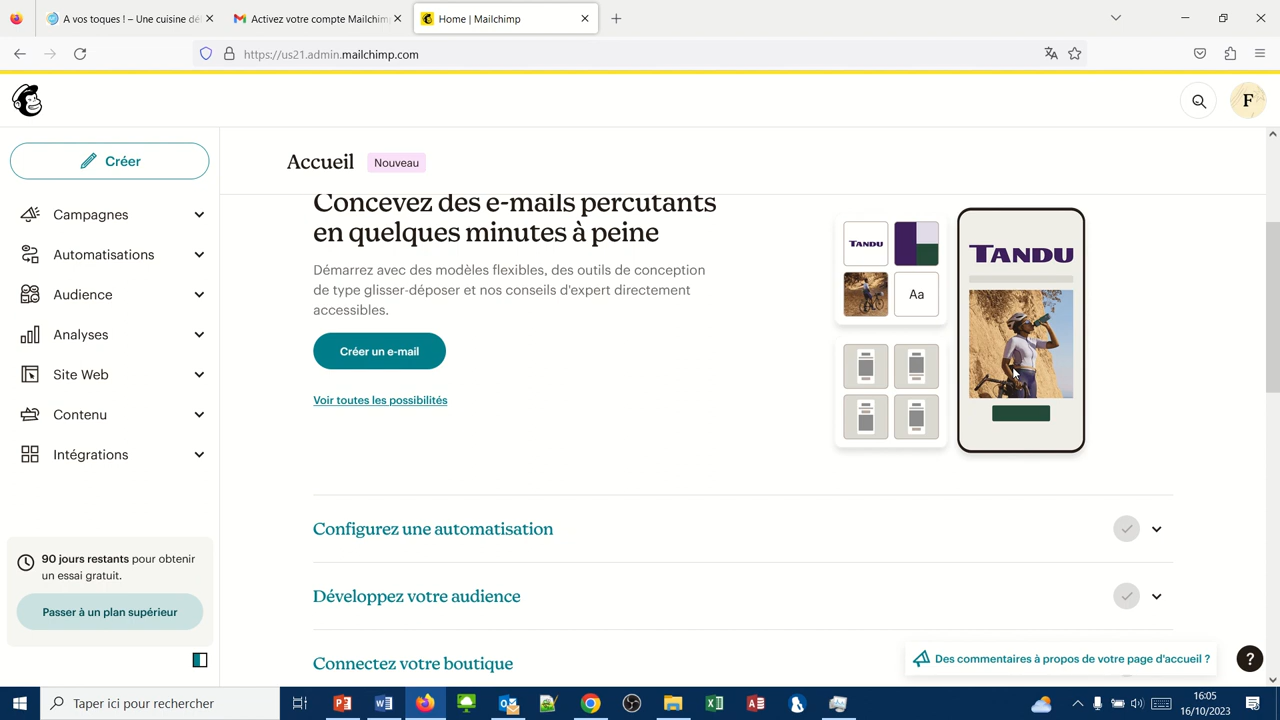 A vos toques ! – Une cuisine dél
Activez votre compte Mailchim
Home | Mailchimp
https://us21.admin.mailchimp.com
F
Créer
Accueil
Nouveau
Campagnes
Automatisations
Audience
Analyses
Site Web
Contenu
Intégrations
Concevez des e-mails percutants
en quelques minutes à peine
Démarrez avec des modèles flexibles, des outils de conception
de type glisser-déposer et nos conseils d'expert directement
accessibles.
Créer un e-mail
Voir toutes les possibilités
TANDU
Aa
TANDU
Configurez une automatisation
Développez votre audience
Connectez votre boutique
90 jours restants pour obtenir
un essai gratuit.
Passer à un plan supérieur
Des commentaires à propos de votre page d'accueil ?
?
Taper ici pour rechercher
16:05
16/10/2023